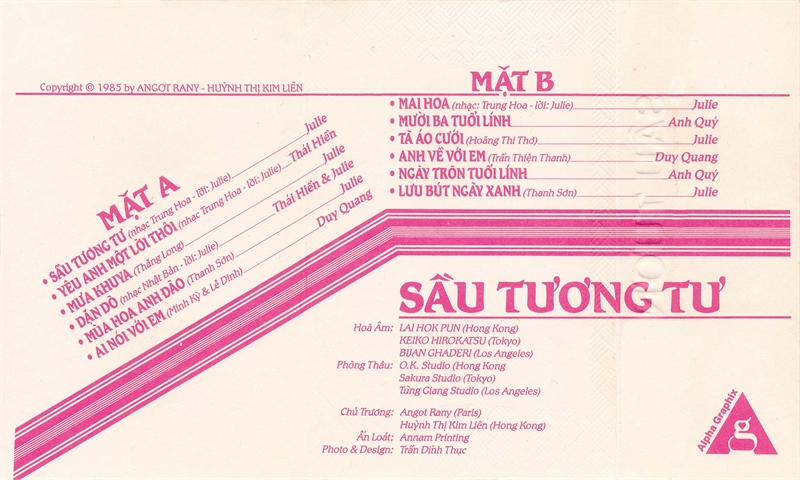 Copyright © 1985 by ANGOT RANY - HUỲNH THỊ KIM LIÊN
MẶT A
• SẦU TƯƠNG TƯ (nhạc Trung Hoa - lời: Julie) Julie
• YÊU ANH MỘT LỜI THÔI (nhạc Trung Hoa - lời: Julie) Thái Hiền
• MƯA KHUYA (Thăng Long) Julie
• DẶN DÒ (nhạc Nhật Bản - lời: Julie) Thái Hiền & Julie
• MÙA HOA ANH ĐÀO (Thanh Sơn) Julie
• AI NÓI VỚI EM (Minh Kỳ & Lê Dinh) Duy Quang
MẶT B
• MAI HOA (nhạc: Trung Hoa - lời: Julie) Julie
• MƯỜI BA TUỔI LÍNH Anh Quý
• TÀ ÁO CƯỚI (Hoàng Thi Thơ) Julie
• ANH VỀ VỚI EM (Trần Thiện Thanh) Duy Quang
• NGÀY TRÒN TUỔI LÍNH Anh Quý
• LƯU BÚT NGÀY XANH (Thanh Sơn) Julie
SẦU TƯƠNG TƯ
Hoà Âm: LAI HOK PUN (Hong Kong)
KEIKO HIROKATSU (Tokyo)
BIJAN GHADERI (Los Angeles)
Phòng Thâu: O.K. Studio (Hong Kong
Sakura Studio (Tokyo)
Tùng Giang Studio (Los Angeles)
Chủ Trương: Angot Rany (Paris)
Huỳnh Thị Kim Liên (Hong Kong)
Ấn Loát: Annam Printing
Photo & Design: Trần Đình Thục
Alpha Graphix
g